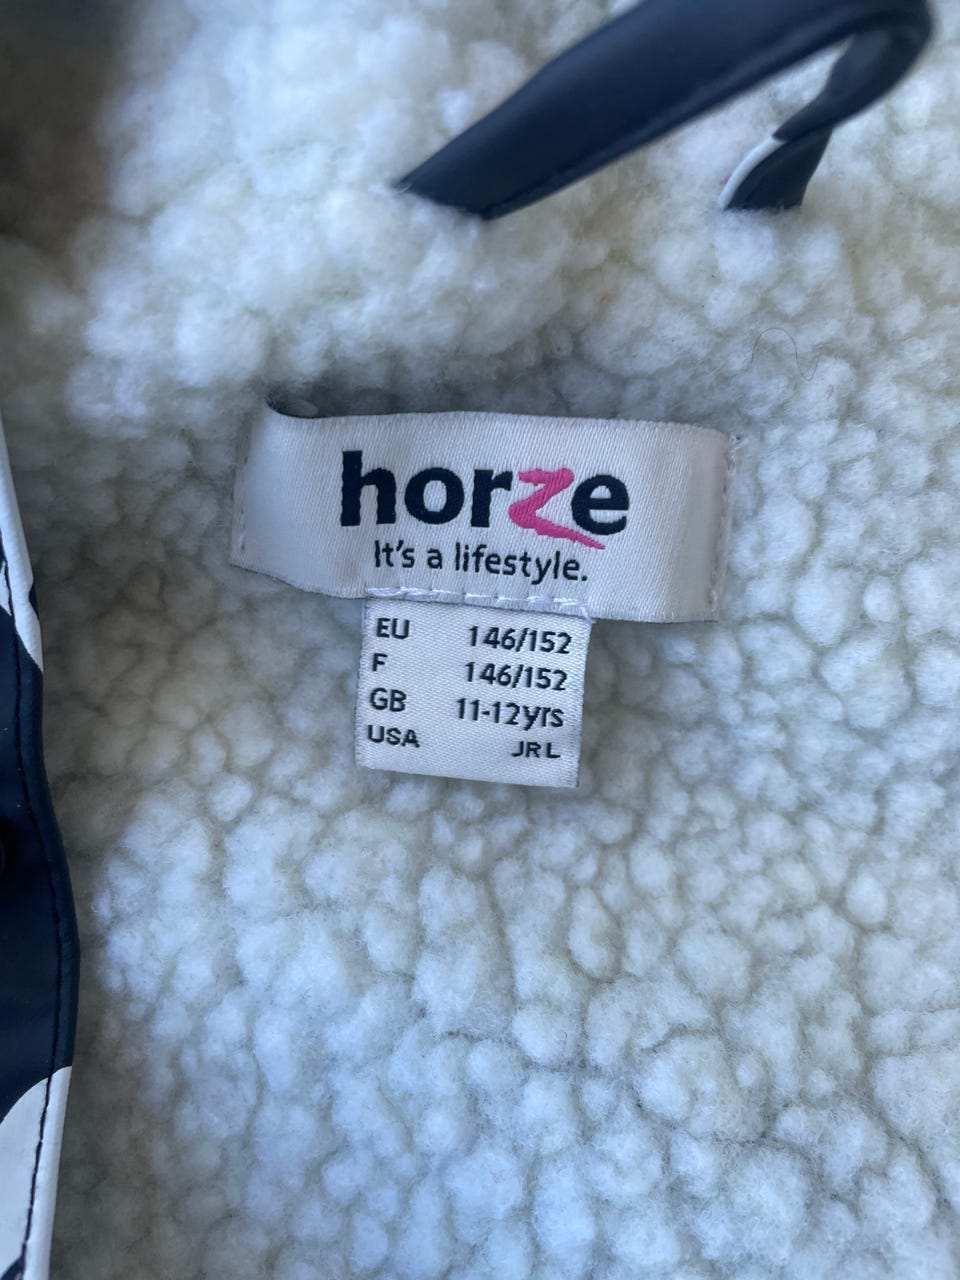 horze
It's a lifestyle.
EU 146/152
F 146/152
GB 11-12yrs
USA JR L